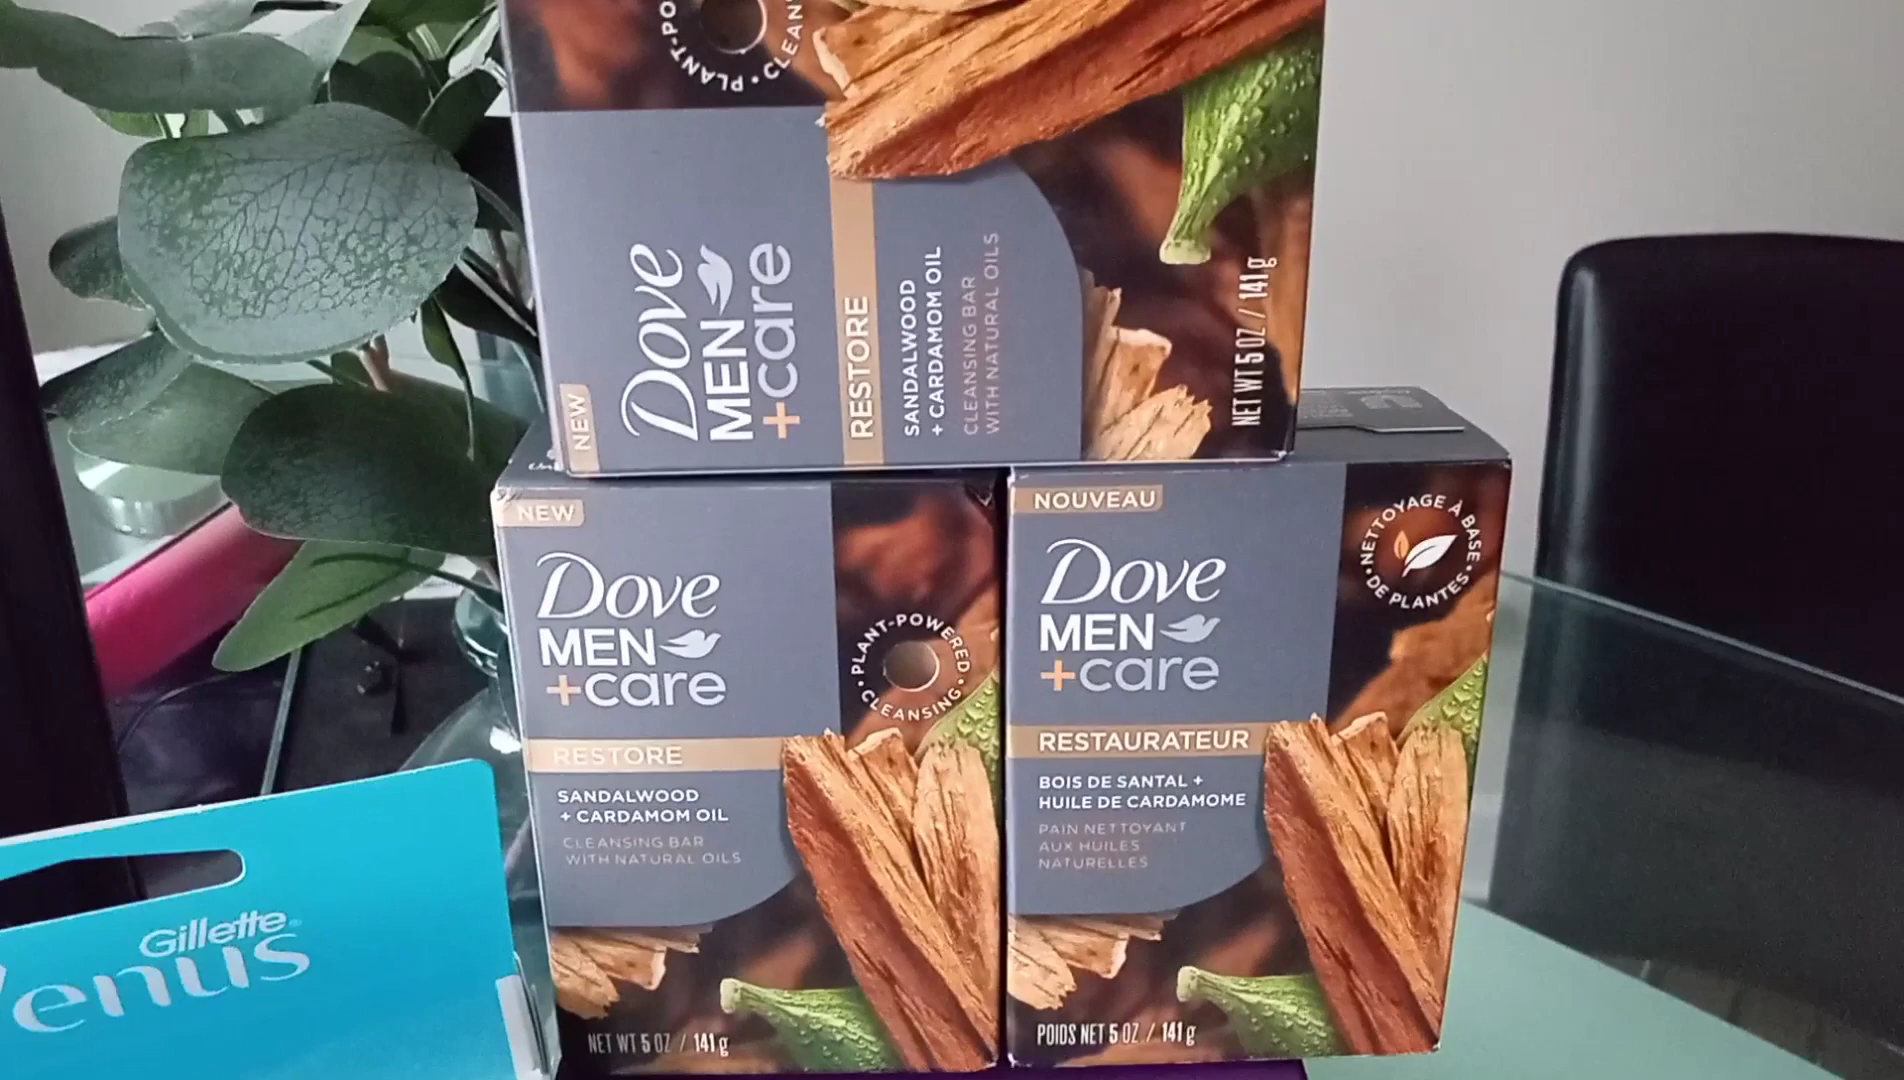 PLANT-PO
CLEAN
NEW
Dove
MEN
+care
RESTORE
SANDALWOOD
+ CARDAMOM OIL
CLEANSING BAR
WITH NATURAL OILS
NET WT 5 OZ / 141 g
NEW
Dove
MEN
+care
PLANT-POWERED
CLEANSING
RESTORE
SANDALWOOD
+ CARDAMOM OIL
CLEANSING BAR
WITH NATURAL OILS
NET WT 5 OZ / 141 g
NOUVEAU
Dove
MEN
+care
NETTOYAGE À BASE
DE PLANTES
RESTAURATEUR
BOIS DE SANTAL +
HUILE DE CARDAMOME
PAIN NETTOYANT
AUX HUILES
NATURELLES
POIDS NET 5 OZ / 141 g
Gillette
Venus